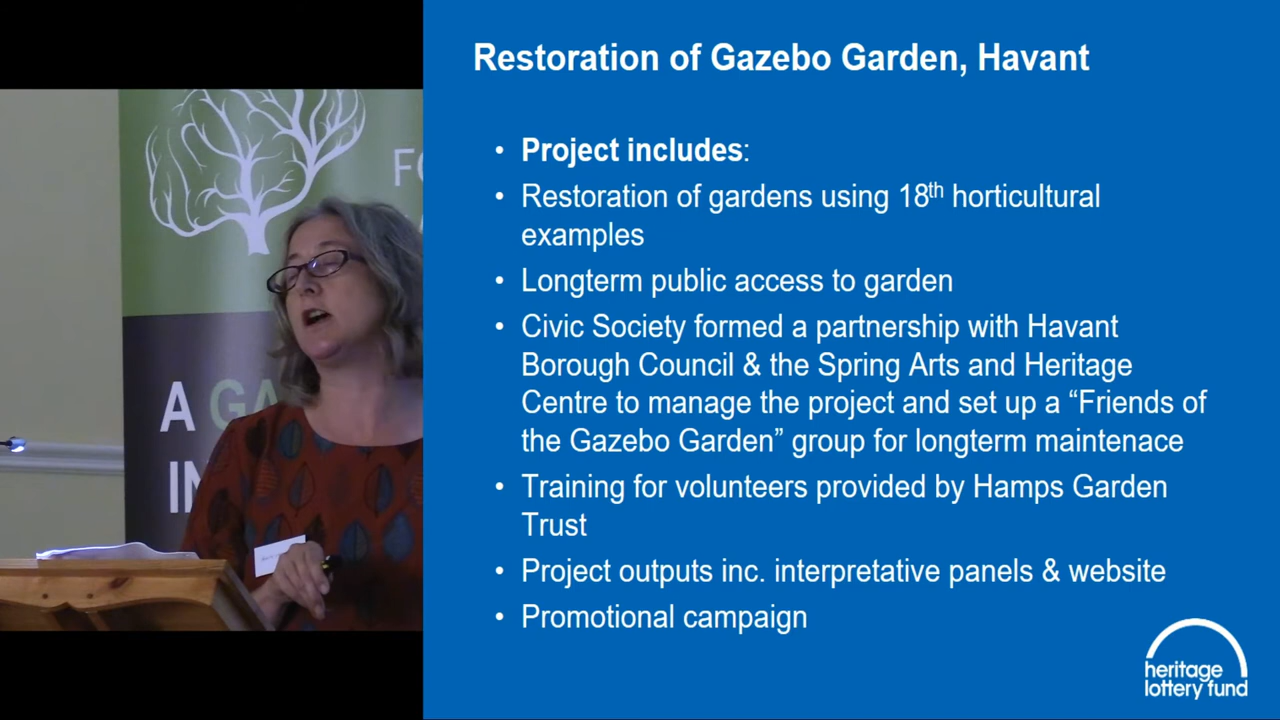 Restoration of Gazebo Garden, Havant
• Project includes:
• Restoration of gardens using 18th horticultural
examples
• Longterm public access to garden
• Civic Society formed a partnership with Havant
Borough Council & the Spring Arts and Heritage
Centre to manage the project and set up a “Friends of
the Gazebo Garden” group for longterm maintenace
• Training for volunteers provided by Hamps Garden
Trust
• Project outputs inc. interpretative panels & website
• Promotional campaign
heritage
lottery fund
A GA
IN